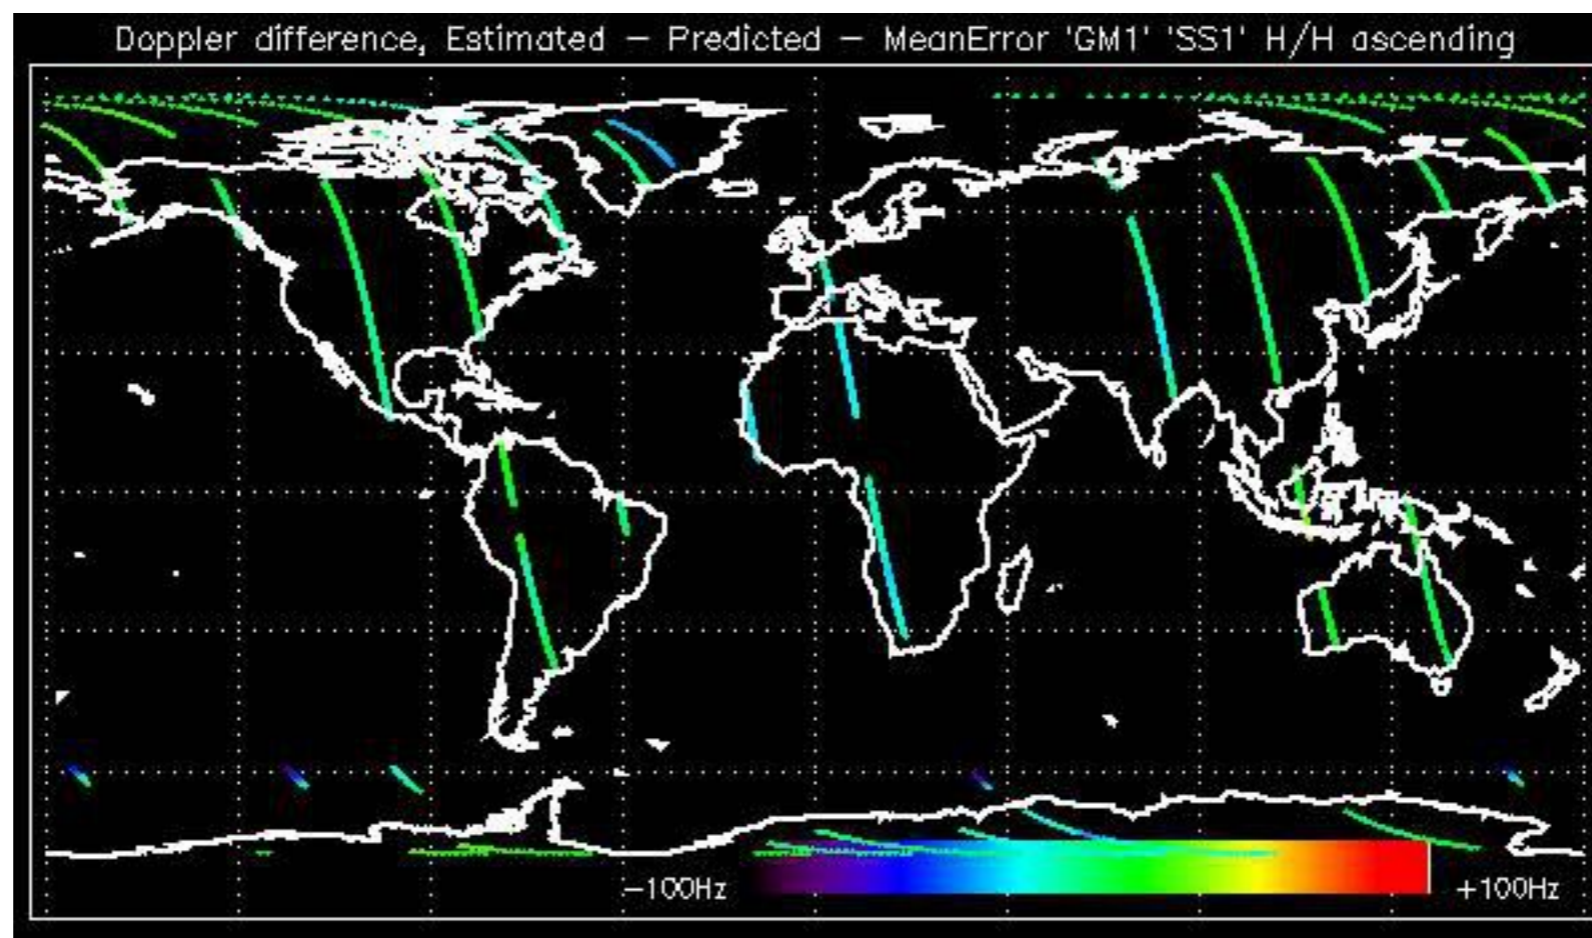 Doppler difference, Estimated – Predicted – MeanError 'GM1' 'SS1' H/H ascending
−100Hz
+100Hz